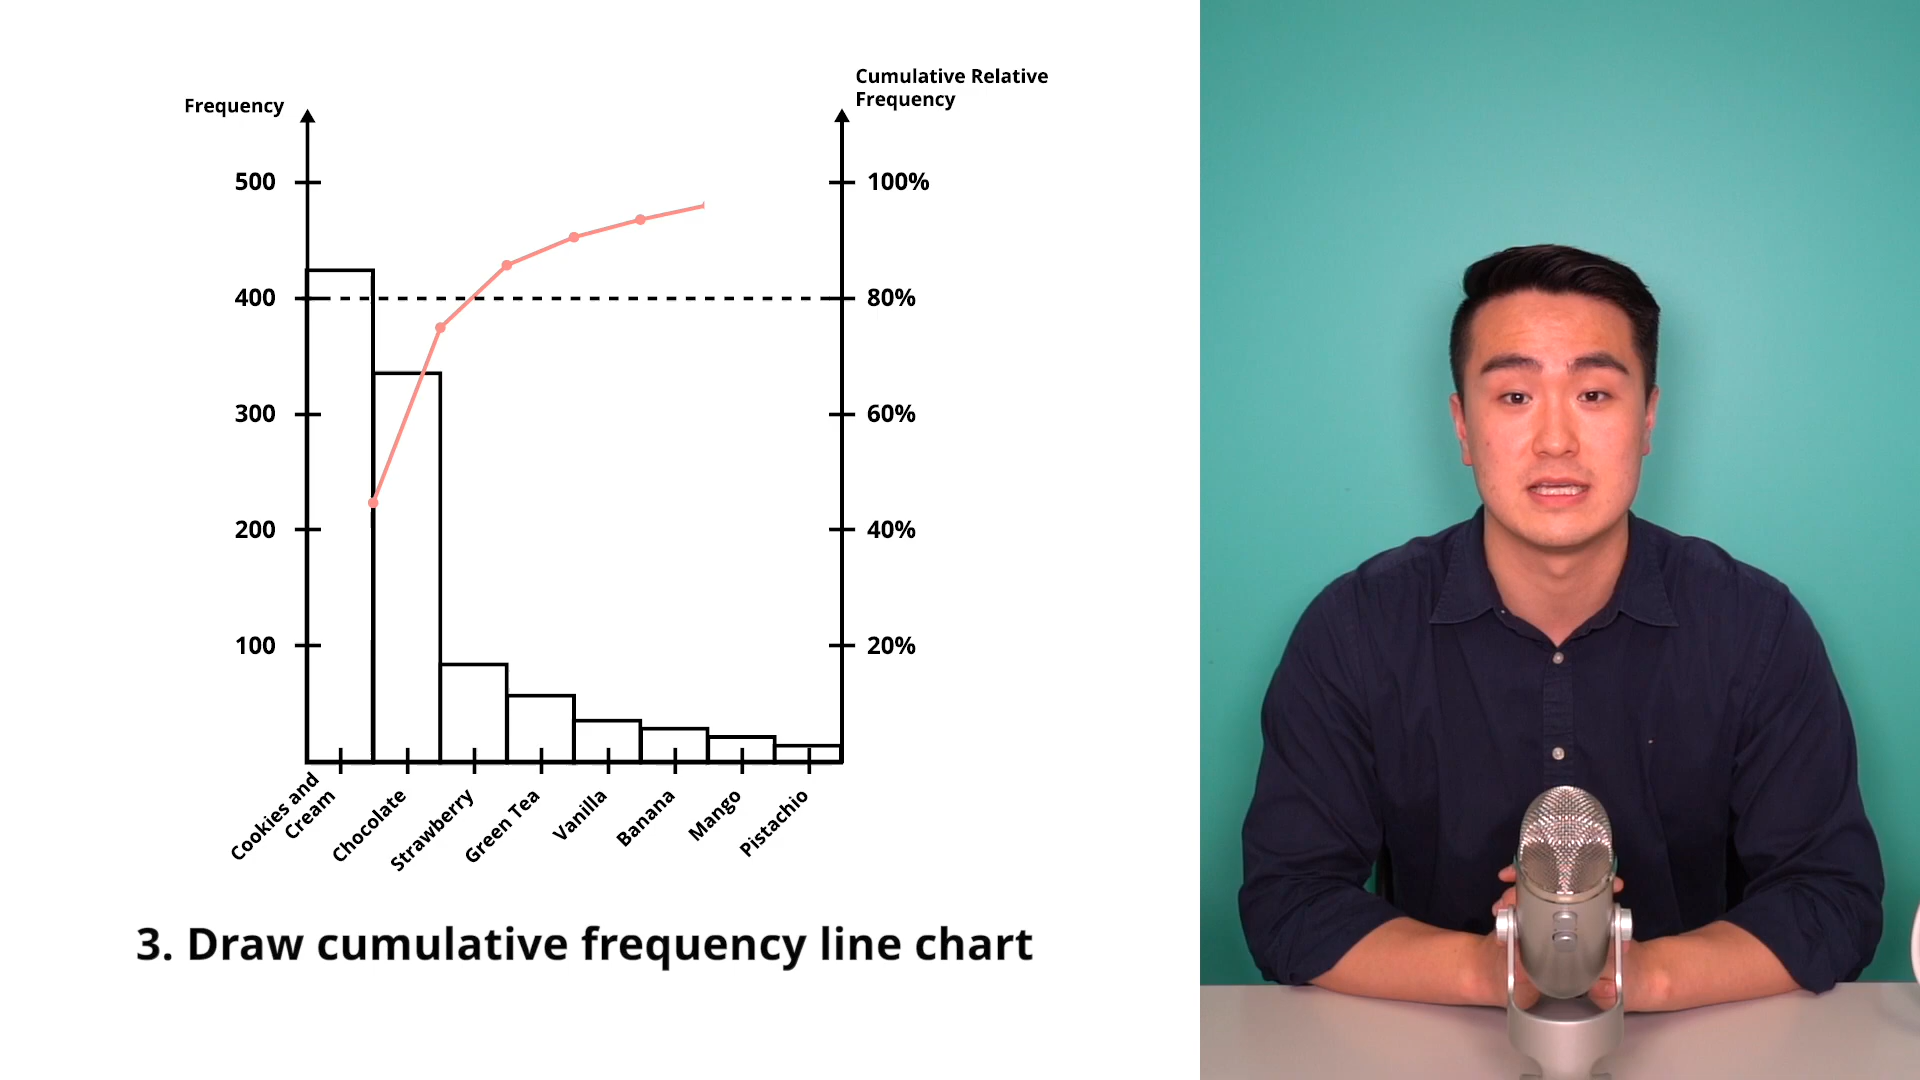 Frequency
Cumulative Relative
Frequency
500
400
300
200
100
100%
80%
60%
40%
20%
Cookies and
Cream
Chocolate
Strawberry
Green Tea
Vanilla
Banana
Mango
Pistachio
3. Draw cumulative frequency line chart